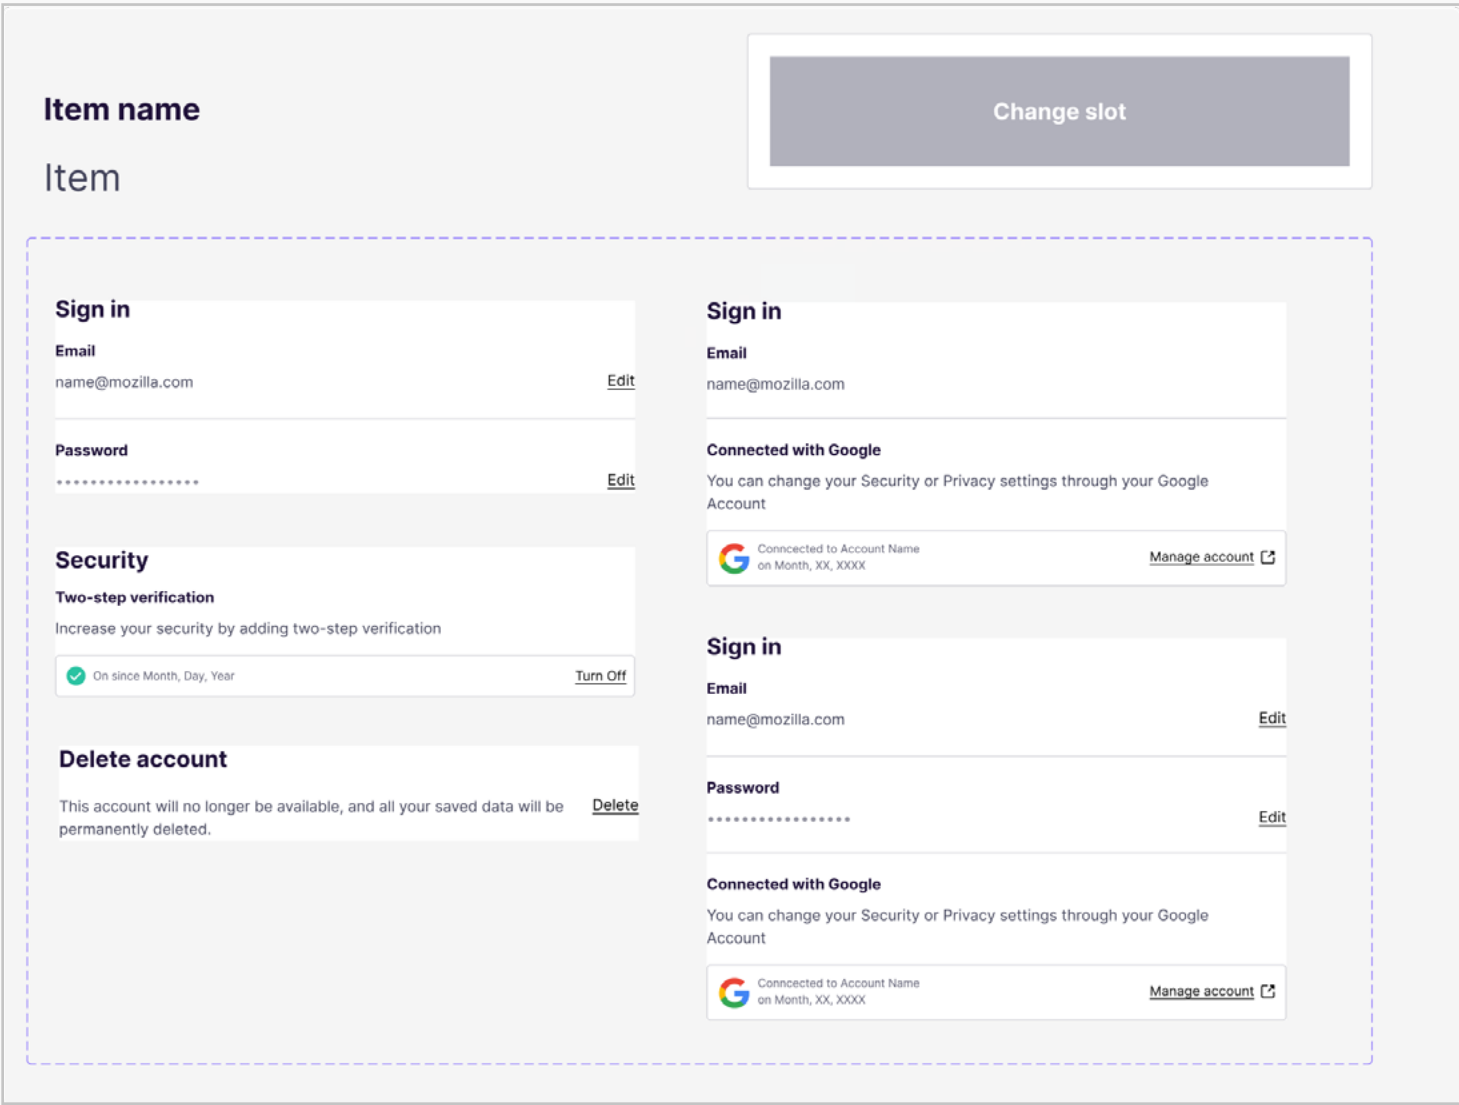 Item name
Item
Change slot
Sign in
Email
name@mozilla.com
Edit
Password
•••••••••••••••••
Edit
Security
Two-step verification
Increase your security by adding two-step verification
On since Month, Day, Year
Turn Off
Delete account
This account will no longer be available, and all your saved data will be
permanently deleted.
Delete
Sign in
Email
name@mozilla.com
Connected with Google
You can change your Security or Privacy settings through your Google
Account
Conncected to Account Name
on Month, XX, XXXX
Manage account
Sign in
Email
name@mozilla.com
Edit
Password
•••••••••••••••••
Edit
Connected with Google
You can change your Security or Privacy settings through your Google
Account
Conncected to Account Name
on Month, XX, XXXX
Manage account